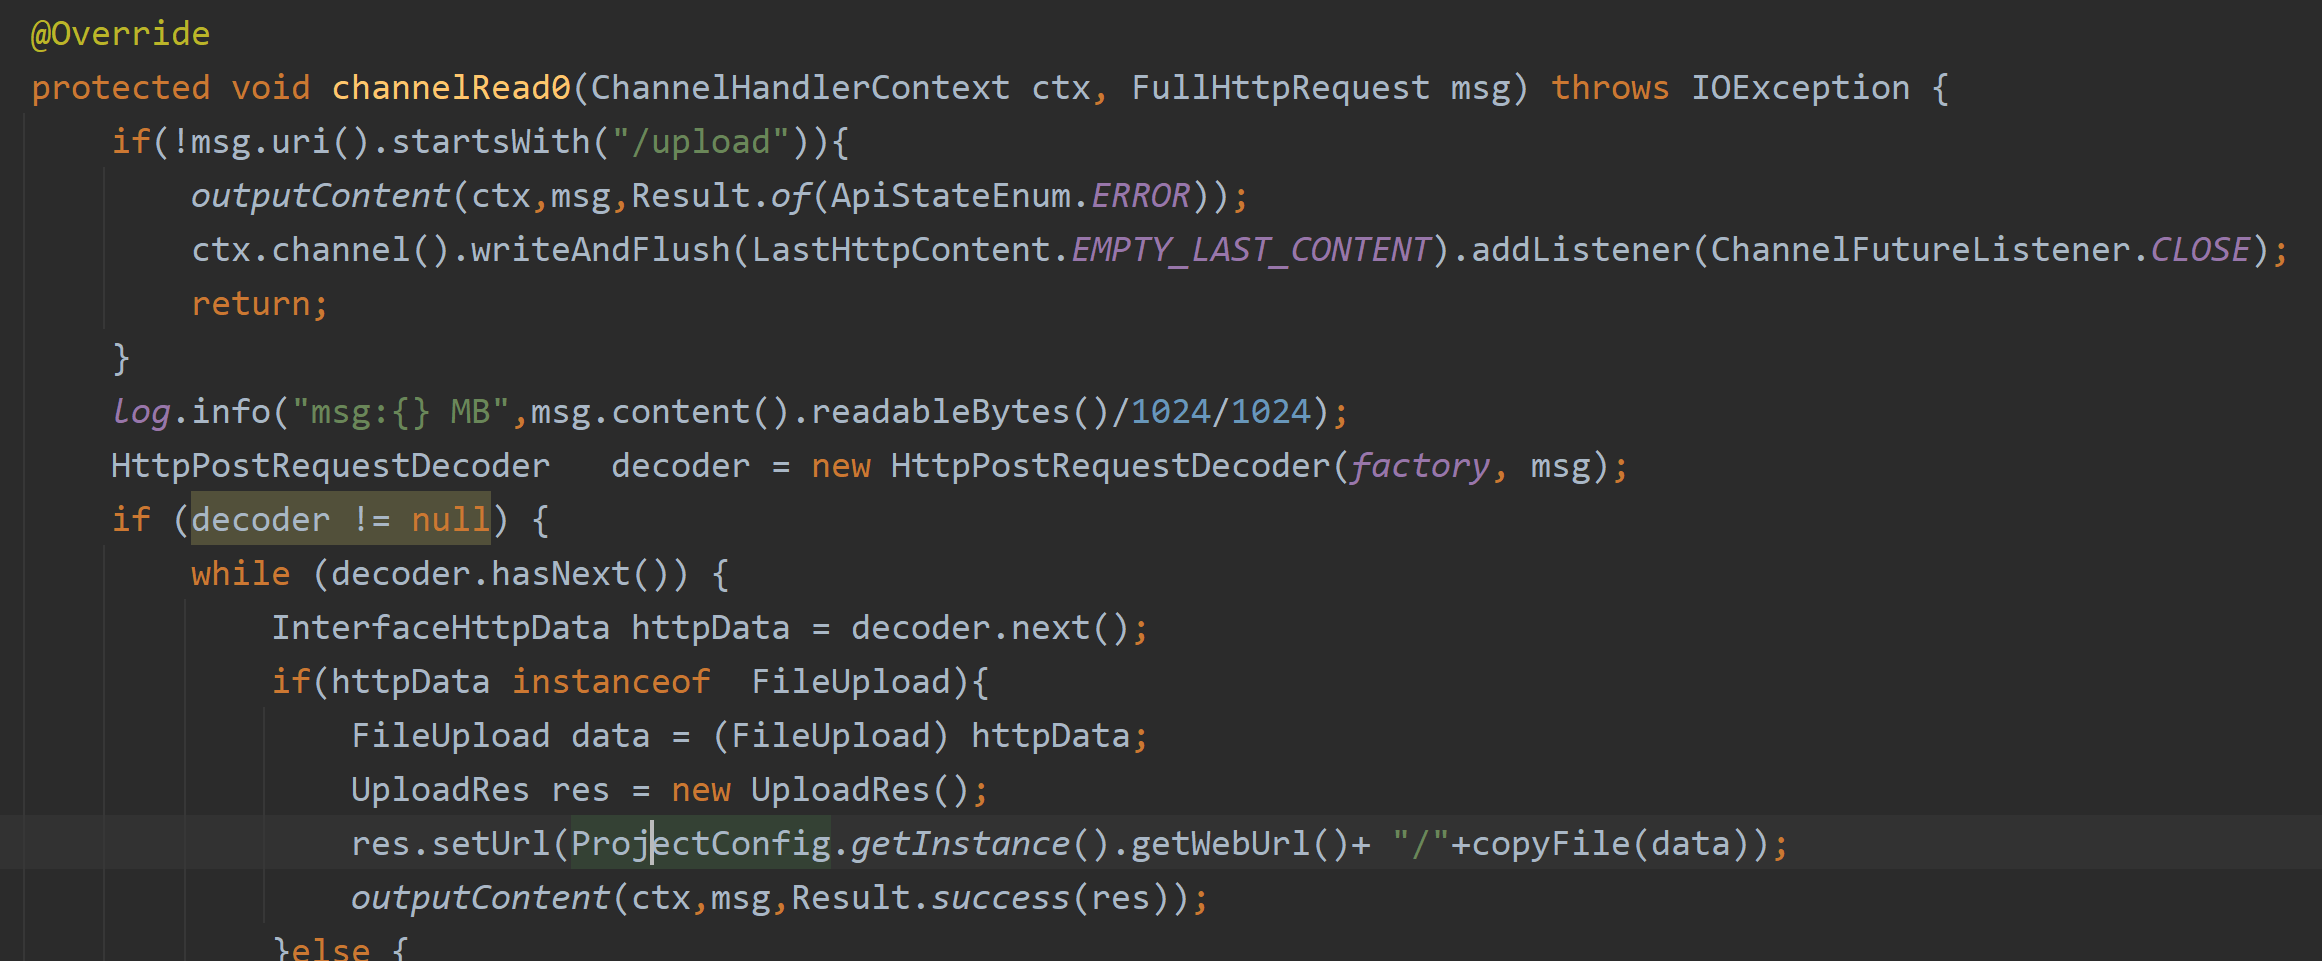 @Override
protected void channelRead0(ChannelHandlerContext ctx, FullHttpRequest msg) throws IOException {
if(!msg.uri().startsWith("/upload")){
outputContent(ctx,msg,Result.of(ApiStateEnum.ERROR));
ctx.channel().writeAndFlush(LastHttpContent.EMPTY_LAST_CONTENT).addListener(ChannelFutureListener.CLOSE);
return;
}
log.info("msg:{} MB",msg.content().readableBytes()/1024/1024);
HttpPostRequestDecoder   decoder = new HttpPostRequestDecoder(factory, msg);
if (decoder != null) {
while (decoder.hasNext()) {
InterfaceHttpData httpData = decoder.next();
if(httpData instanceof  FileUpload){
FileUpload data = (FileUpload) httpData;
UploadRes res = new UploadRes();
res.setUrl(ProjectConfig.getInstance().getWebUrl()+ "/"+copyFile(data));
outputContent(ctx,msg,Result.success(res));
}else {